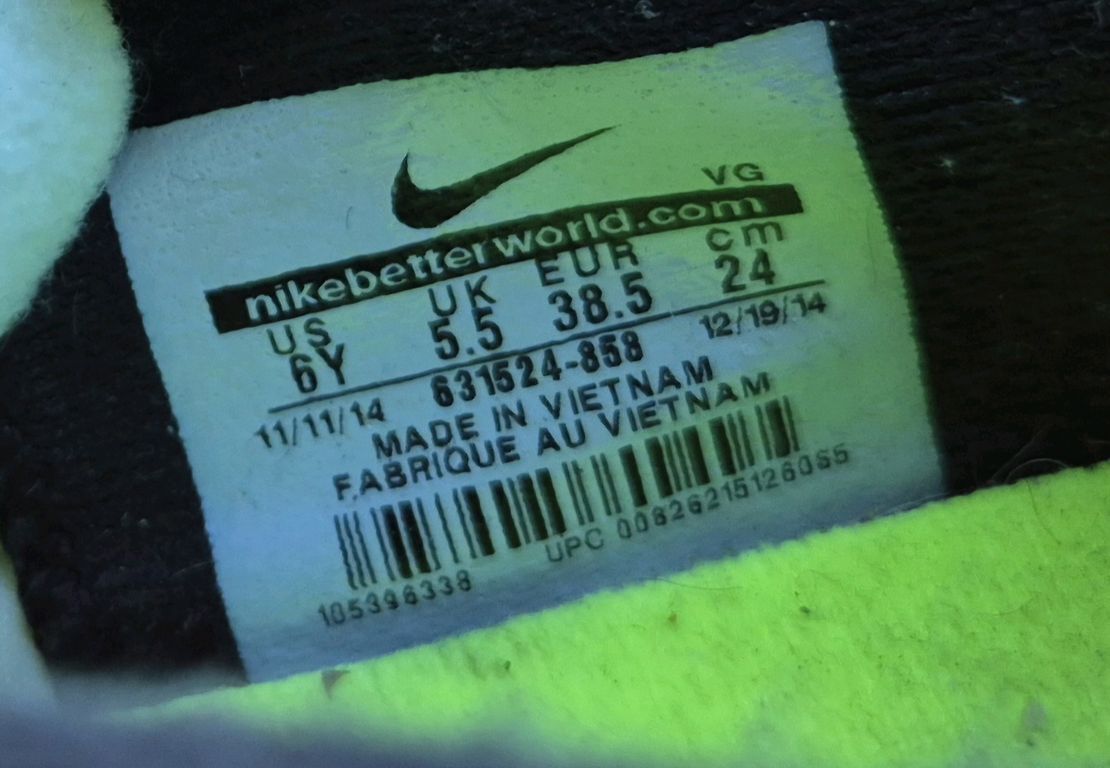 VG
nikebetterworld.com
US UK EUR cm
6Y 5.5 38.5 24
11/11/14 631524-858 12/19/14
MADE IN VIETNAM
FABRIQUE AU VIETNAM
UPC 00826215126065
105396338